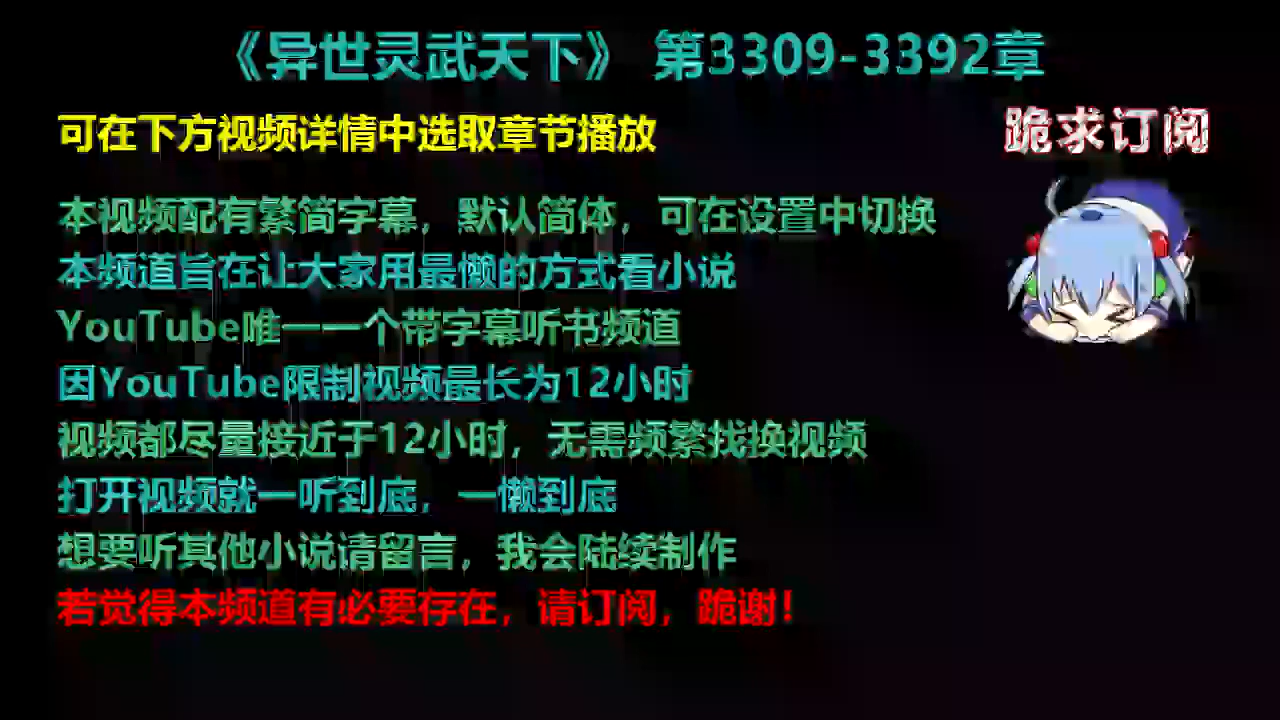 《异世灵武天下》 第3309-3392章
可在下方视频详情中选取章节播放
跪求订阅
本视频配有繁简字幕，默认简体，可在设置中切换
本频道旨在让大家用最懒的方式看小说
YouTube唯一一个带字幕听书频道
因YouTube限制视频最长为12小时
视频都尽量接近于12小时，无需频繁找换视频
打开视频就一听到底，一懒到底
想要听其他小说请留言，我会陆续制作
若觉得本频道有必要存在，请订阅，跪谢！